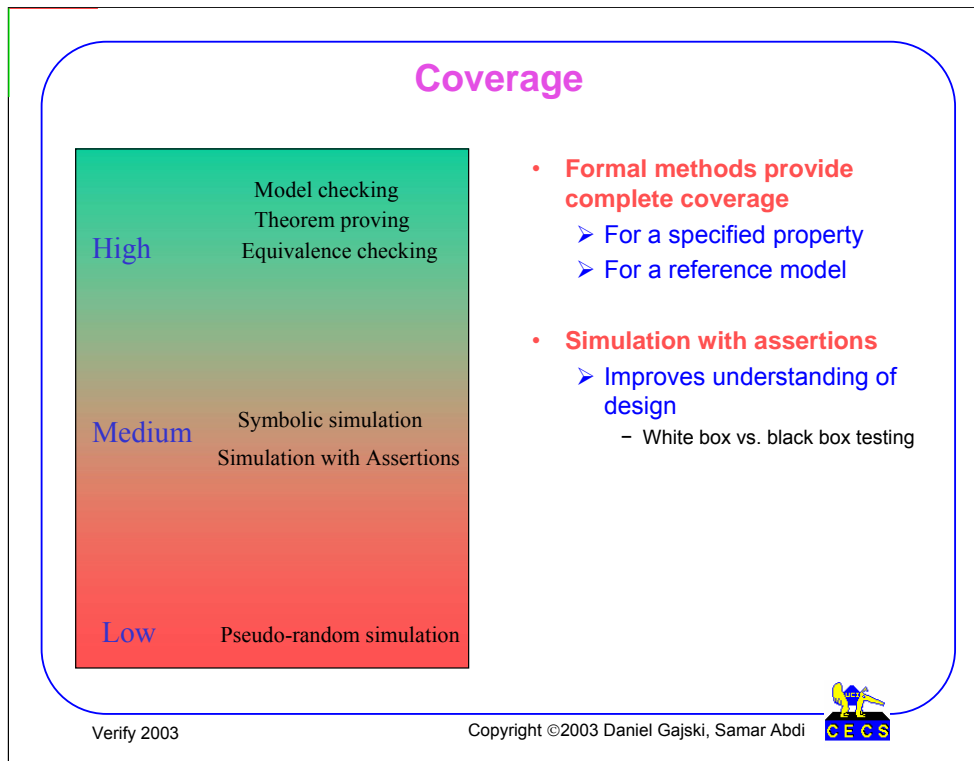 Coverage
High
Model checking
Theorem proving
Equivalence checking
Medium
Symbolic simulation
Simulation with Assertions
Low
Pseudo-random simulation
• Formal methods provide
complete coverage
➢ For a specified property
➢ For a reference model
• Simulation with assertions
➢ Improves understanding of
design
− White box vs. black box testing
Verify 2003
Copyright ©2003 Daniel Gajski, Samar Abdi
UCI
CECS